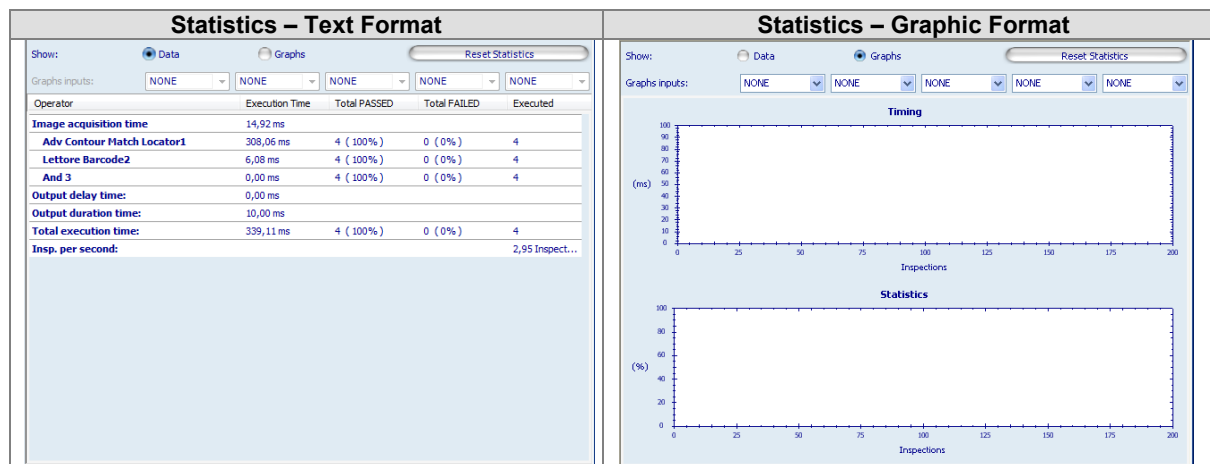 Statistics – Text Format
Show: Data Graphs Reset Statistics
Graphs inputs: NONE NONE NONE NONE NONE
Operator Execution Time Total PASSED Total FAILED Executed
Image acquisition time 14,92 ms
Adv Contour Match Locator1 308,06 ms 4 ( 100% ) 0 ( 0% ) 4
Lettore Barcode2 6,08 ms 4 ( 100% ) 0 ( 0% ) 4
And 3 0,00 ms 4 ( 100% ) 0 ( 0% ) 4
Output delay time: 0,00 ms
Output duration time: 10,00 ms
Total execution time: 339,11 ms 4 ( 100% ) 0 ( 0% ) 4
Insp. per second: 2,95 Inspect...
Statistics – Graphic Format
Show: Data Graphs Reset Statistics
Graphs inputs: NONE NONE NONE NONE NONE
Timing
100
90
80
70
60
(ms) 50
40
30
20
10
0
0 25 50 75 100 125 150 175 200
Inspections
Statistics
100
80
60
(%)
40
20
0
0 25 50 75 100 125 150 175 200
Inspections